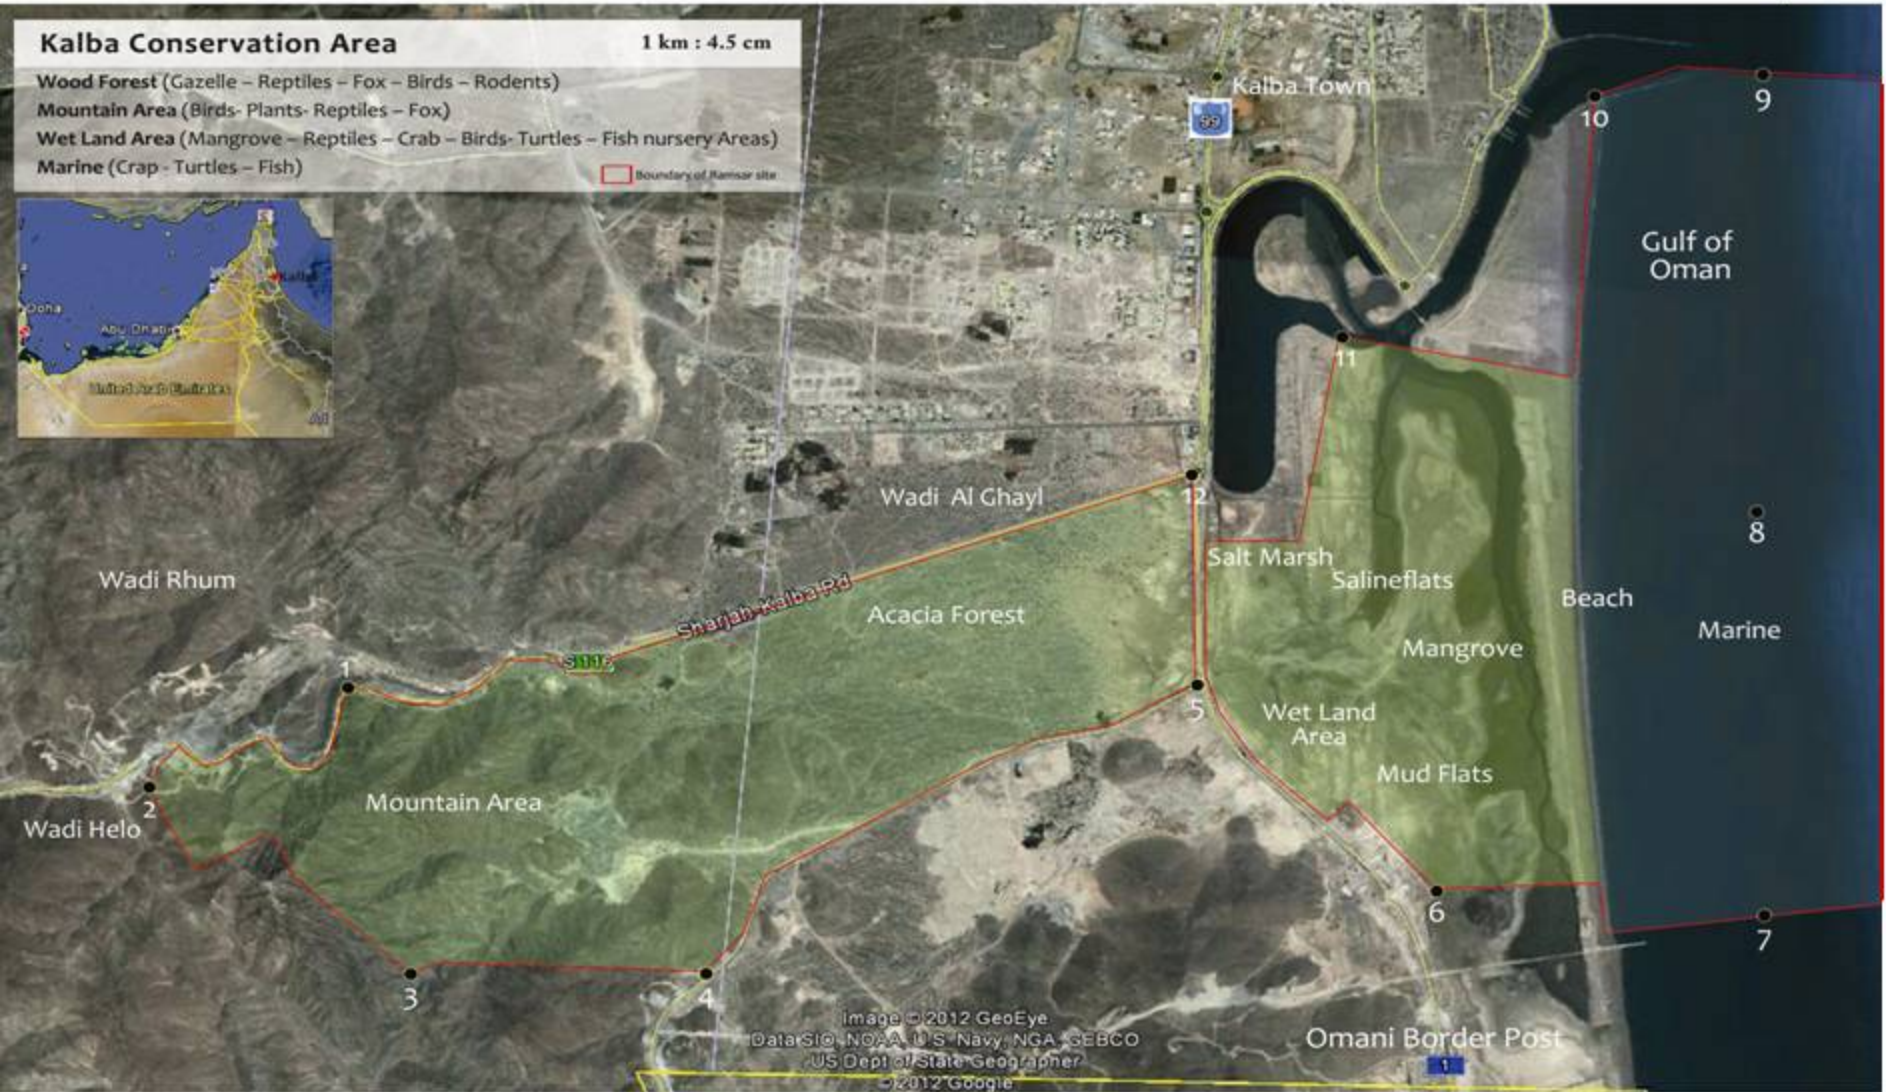 Kalba Conservation Area
1 km : 4.5 cm
Wood Forest (Gazelle – Reptiles – Fox – Birds – Rodents)
Mountain Area (Birds- Plants- Reptiles – Fox)
Wet Land Area (Mangrove – Reptiles – Crab – Birds- Turtles – Fish nursery Areas)
Marine (Crap - Turtles – Fish)
Boundary of Ramsar site
Kalba
Doha
Abu Dhabi
United Arab Emirates
Kalba Town
99
9
10
Gulf of
Oman
11
Wadi Al Ghayl
12
8
Salt Marsh
Wadi Rhum
Salineflats
Beach
Sharjah-Kalba Rd
Acacia Forest
Marine
Mangrove
S 116
1
5
Wet Land
Area
Mud Flats
Mountain Area
2
Wadi Helo
6
7
3
4
Image © 2012 GeoEye
Data SIO, NOAA, U.S. Navy, NGA, GEBCO
US Dept of State Geographer
© 2012 Google
Omani Border Post
1